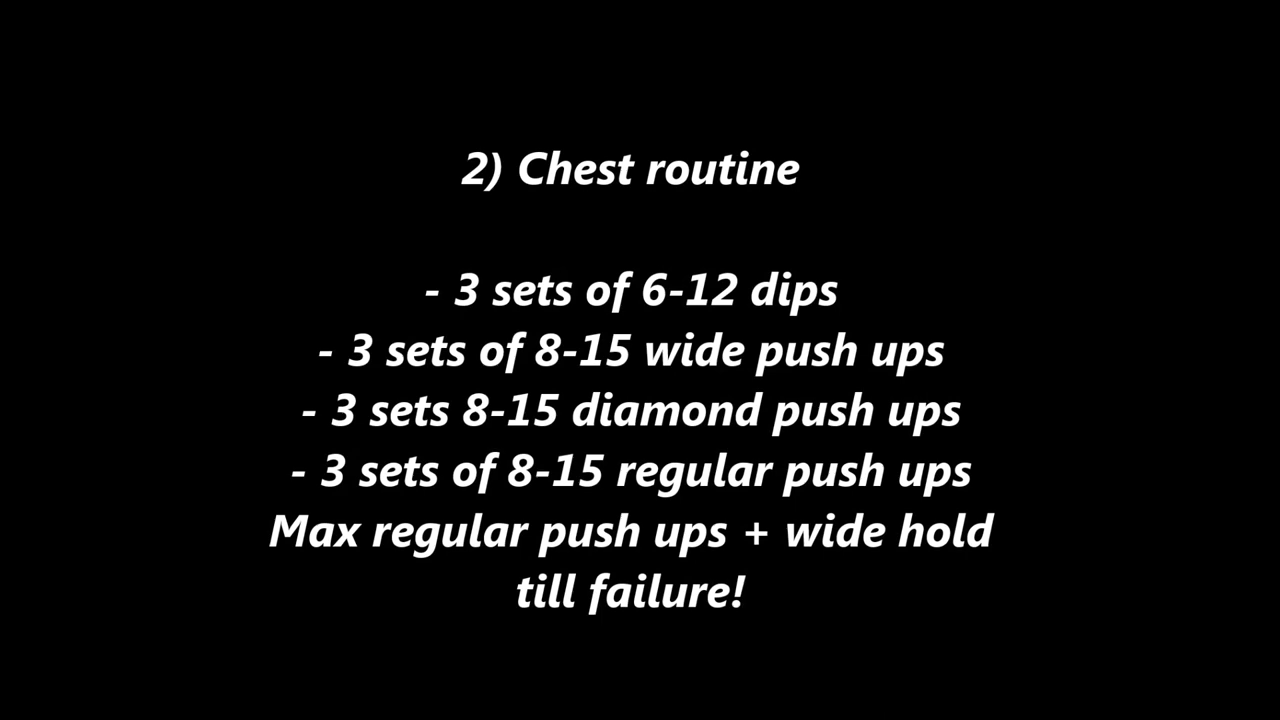 2) Chest routine
- 3 sets of 6-12 dips
- 3 sets of 8-15 wide push ups
- 3 sets 8-15 diamond push ups
- 3 sets of 8-15 regular push ups
Max regular push ups + wide hold
till failure!